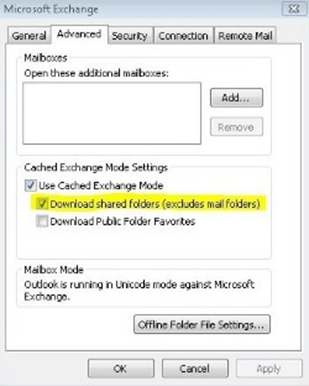 Microsoft Exchange
General Advanced Security Connection Remote Mail
Mailboxes
Open these additional mailboxes:
Add...
Remove
Cached Exchange Mode Settings
Use Cached Exchange Mode
Download shared folders (excludes mail folders)
Download Public Folder Favorites
Mailbox Mode
Outlook is running in Unicode mode against Microsoft
Exchange.
Offline Folder File Settings...
OK Cancel Apply